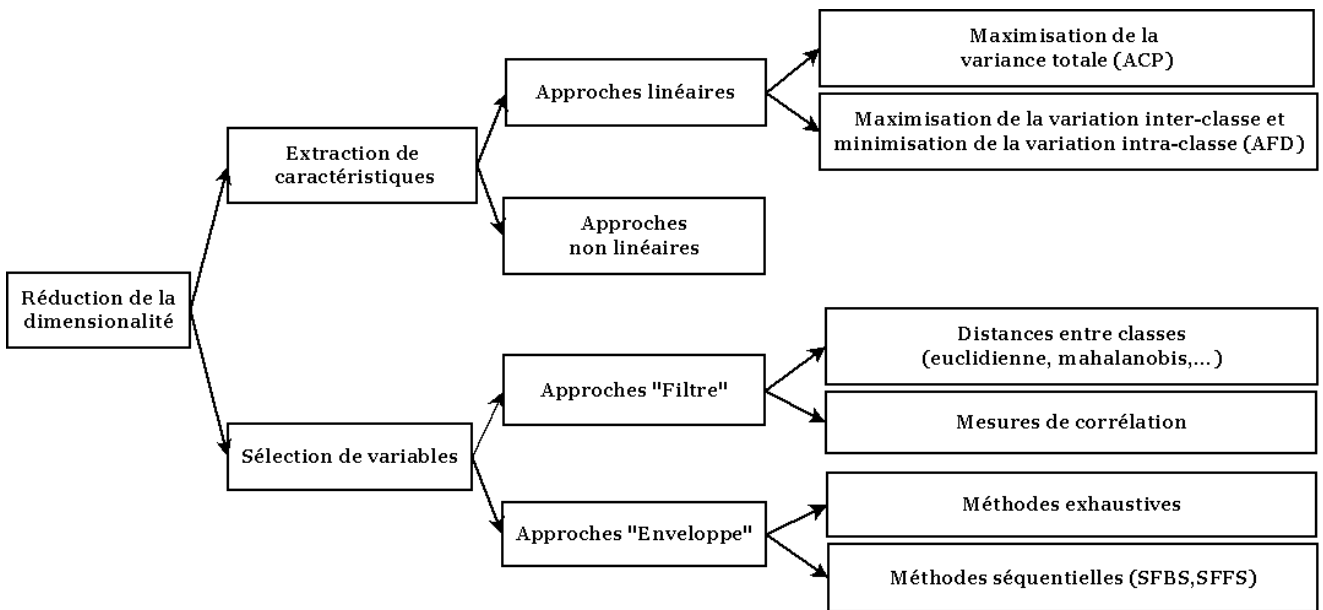 Maximisation de la
variance totale (ACP)
Approches linéaires
Maximisation de la variation inter-classe et
minimisation de la variation intra-classe (AFD)
Extraction de
caractéristiques
Approches
non linéaires
Réduction de la
dimensionalité
Distances entre classes
(euclidienne, mahalanobis,...)
Approches "Filtre"
Mesures de corrélation
Sélection de variables
Méthodes exhaustives
Approches "Enveloppe"
Méthodes séquentielles (SFBS,SFFS)